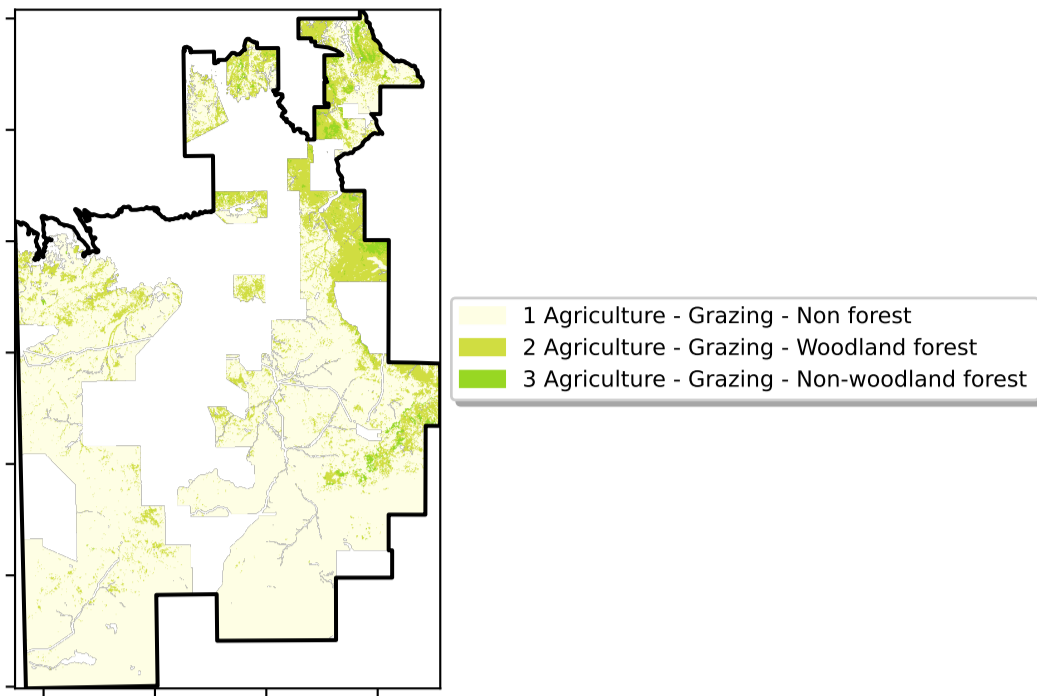 1 Agriculture - Grazing - Non forest
2 Agriculture - Grazing - Woodland forest
3 Agriculture - Grazing - Non-woodland forest